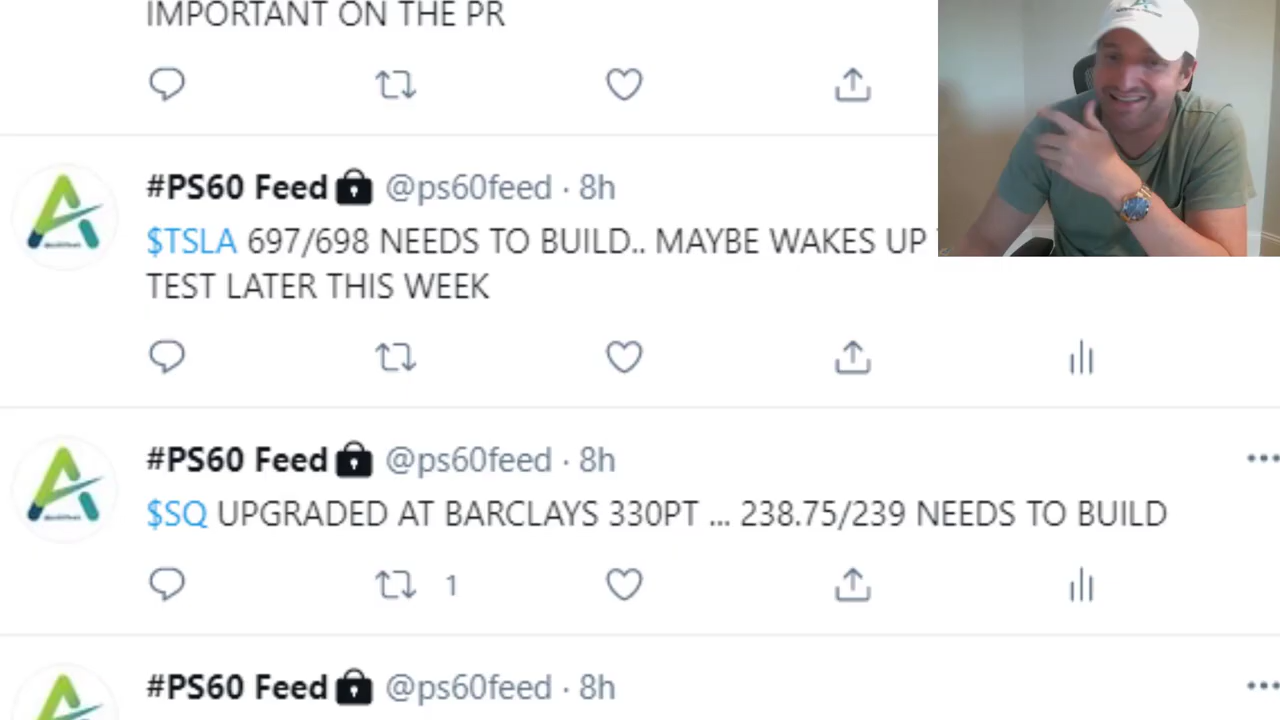 IMPORTANT ON THE PR
#PS60 Feed @ps60feed · 8h
$TSLA 697/698 NEEDS TO BUILD.. MAYBE WAKES UP
TEST LATER THIS WEEK
#PS60 Feed @ps60feed · 8h
$SQ UPGRADED AT BARCLAYS 330PT ... 238.75/239 NEEDS TO BUILD
1
#PS60 Feed @ps60feed · 8h